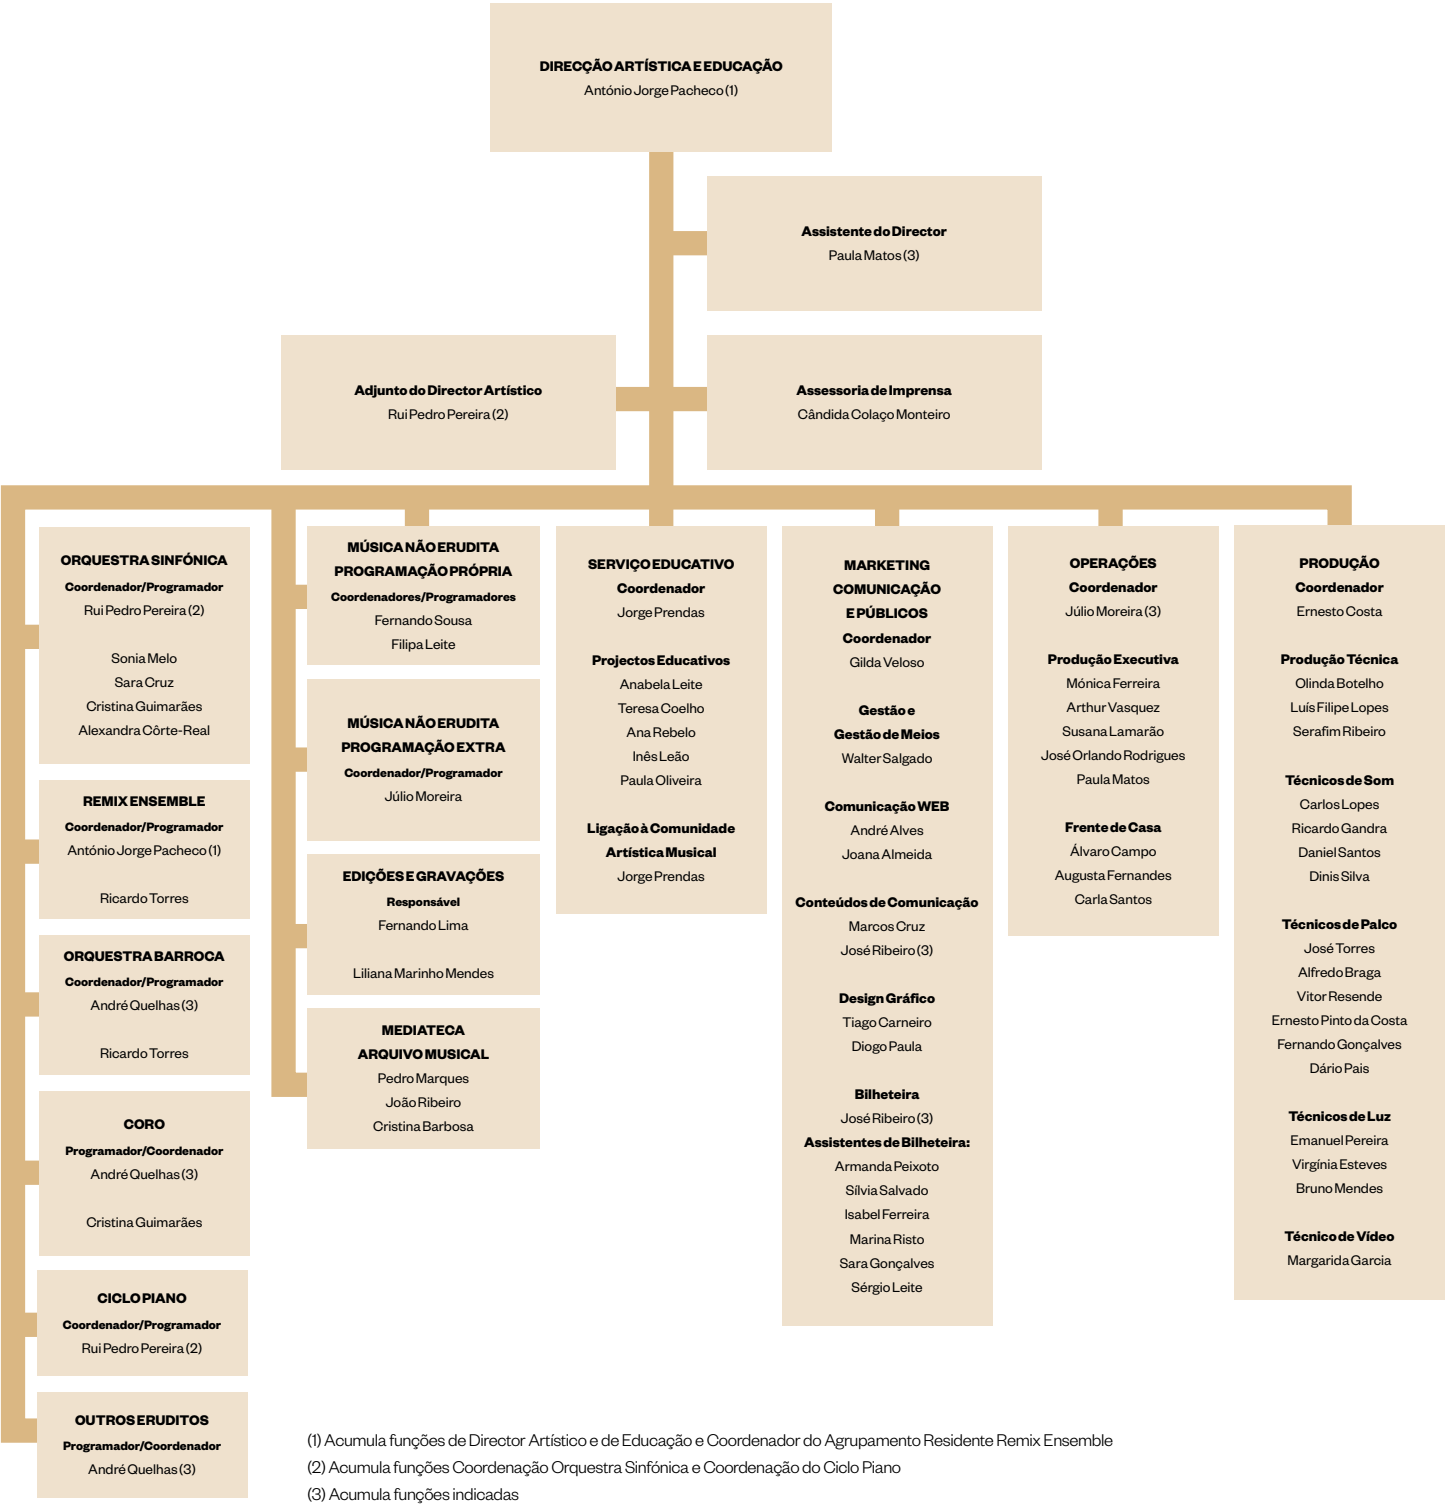 DIRECÇÃO ARTÍSTICA E EDUCAÇÃO
António Jorge Pacheco (1)
Assistente do Director
Paula Matos (3)
Adjunto do Director Artístico
Rui Pedro Pereira (2)
Assessoria de Imprensa
Cândida Colaço Monteiro
ORQUESTRA SINFÓNICA
Coordenador/Programador
Rui Pedro Pereira (2)
Sonia Melo
Sara Cruz
Cristina Guimarães
Alexandra Côrte-Real
REMIX ENSEMBLE
Coordenador/Programador
António Jorge Pacheco (1)
Ricardo Torres
ORQUESTRA BARROCA
Coordenador/Programador
André Quelhas (3)
Ricardo Torres
CORO
Programador/Coordenador
André Quelhas (3)
Cristina Guimarães
CICLO PIANO
Coordenador/Programador
Rui Pedro Pereira (2)
OUTROS ERUDITOS
Programador/Coordenador
André Quelhas (3)
MÚSICA NÃO ERUDITA
PROGRAMAÇÃO PRÓPRIA
Coordenadores/Programadores
Fernando Sousa
Filipa Leite
MÚSICA NÃO ERUDITA
PROGRAMAÇÃO EXTRA
Coordenador/Programador
Júlio Moreira
EDIÇÕES E GRAVAÇÕES
Responsável
Fernando Lima
Liliana Marinho Mendes
MEDIATECA
ARQUIVO MUSICAL
Pedro Marques
João Ribeiro
Cristina Barbosa
SERVIÇO EDUCATIVO
Coordenador
Jorge Prendas
Projectos Educativos
Anabela Leite
Teresa Coelho
Ana Rebelo
Inês Leão
Paula Oliveira
Ligação à Comunidade
Artística Musical
Jorge Prendas
MARKETING
COMUNICAÇÃO
E PÚBLICOS
Coordenador
Gilda Veloso
Gestão e
Gestão de Meios
Walter Salgado
Comunicação WEB
André Alves
Joana Almeida
Conteúdos de Comunicação
Marcos Cruz
José Ribeiro (3)
Design Gráfico
Tiago Carneiro
Diogo Paula
Bilheteira
José Ribeiro (3)
Assistentes de Bilheteira:
Armanda Peixoto
Sílvia Salvado
Isabel Ferreira
Marina Risto
Sara Gonçalves
Sérgio Leite
OPERAÇÕES
Coordenador
Júlio Moreira (3)
Produção Executiva
Mónica Ferreira
Arthur Vasquez
Susana Lamarão
José Orlando Rodrigues
Paula Matos
Frente de Casa
Álvaro Campo
Augusta Fernandes
Carla Santos
PRODUÇÃO
Coordenador
Ernesto Costa
Produção Técnica
Olinda Botelho
Luís Filipe Lopes
Serafim Ribeiro
Técnicos de Som
Carlos Lopes
Ricardo Gandra
Daniel Santos
Dinis Silva
Técnicos de Palco
José Torres
Alfredo Braga
Vitor Resende
Ernesto Pinto da Costa
Fernando Gonçalves
Dário Pais
Técnicos de Luz
Emanuel Pereira
Virgínia Esteves
Bruno Mendes
Técnico de Vídeo
Margarida Garcia
(1) Acumula funções de Director Artístico e de Educação e Coordenador do Agrupamento Residente Remix Ensemble
(2) Acumula funções Coordenação Orquestra Sinfónica e Coordenação do Ciclo Piano
(3) Acumula funções indicadas